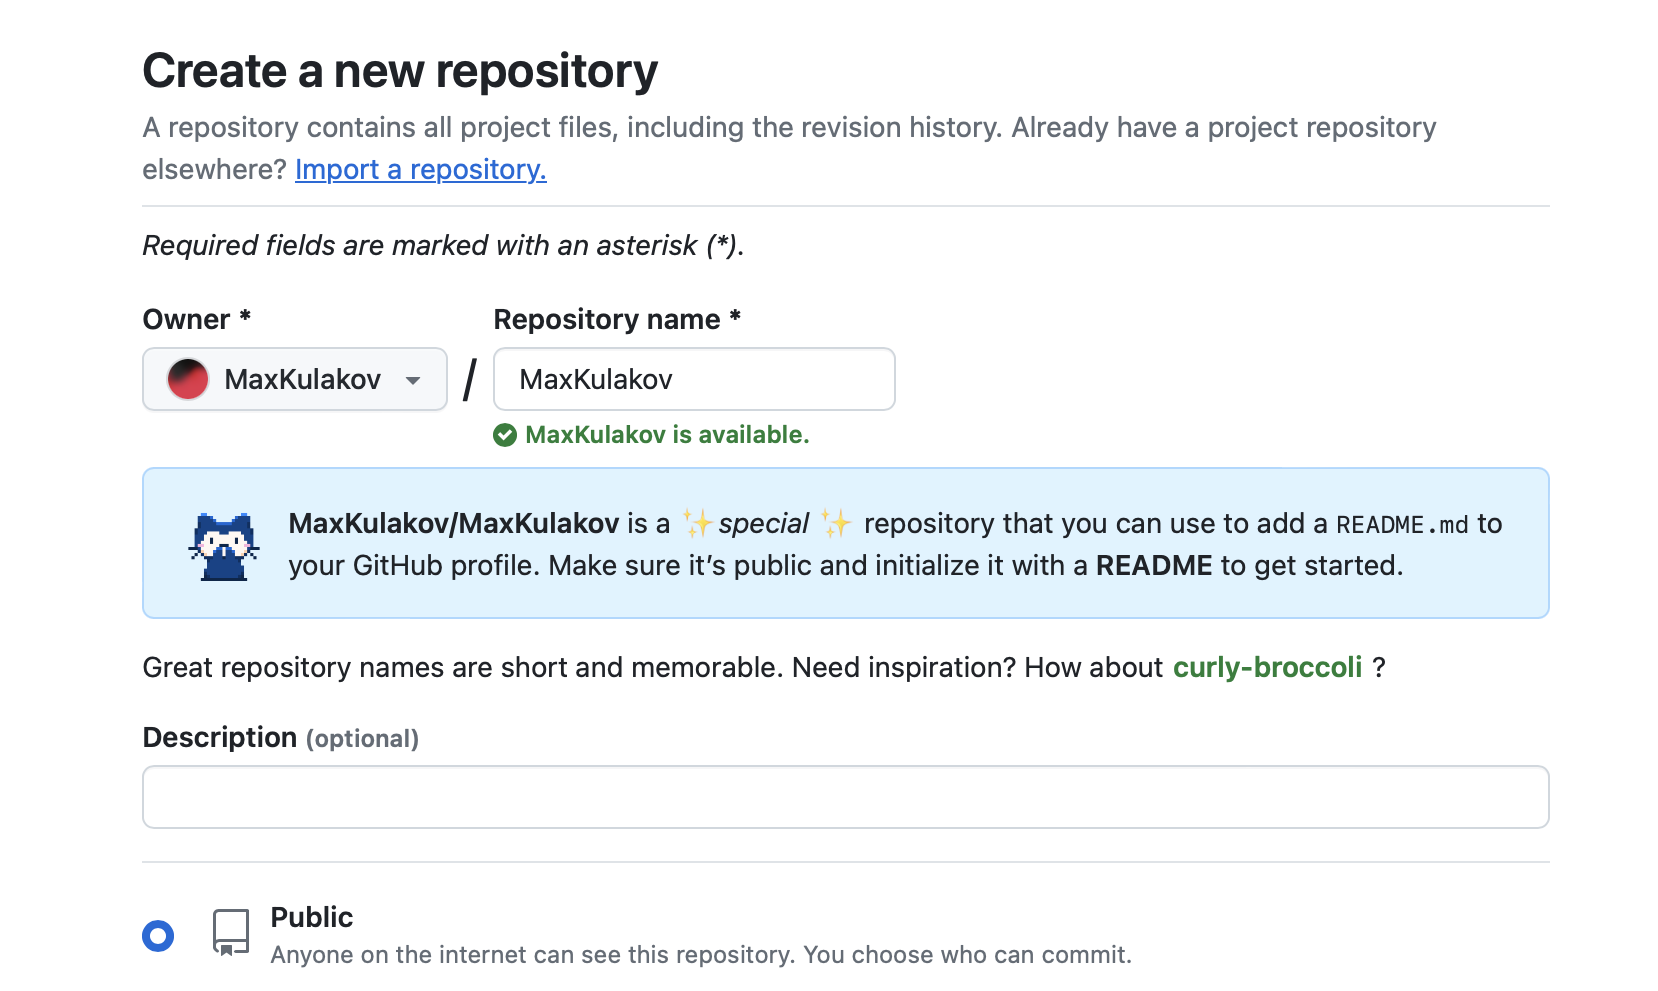 Create a new repository
A repository contains all project files, including the revision history. Already have a project repository
elsewhere? Import a repository.
Required fields are marked with an asterisk (*).
Owner *
Repository name *
MaxKulakov
/
MaxKulakov
MaxKulakov is available.
MaxKulakov/MaxKulakov is a ✨ special ✨ repository that you can use to add a README.md to
your GitHub profile. Make sure it’s public and initialize it with a README to get started.
Great repository names are short and memorable. Need inspiration? How about curly-broccoli ?
Description (optional)
Public
Anyone on the internet can see this repository. You choose who can commit.